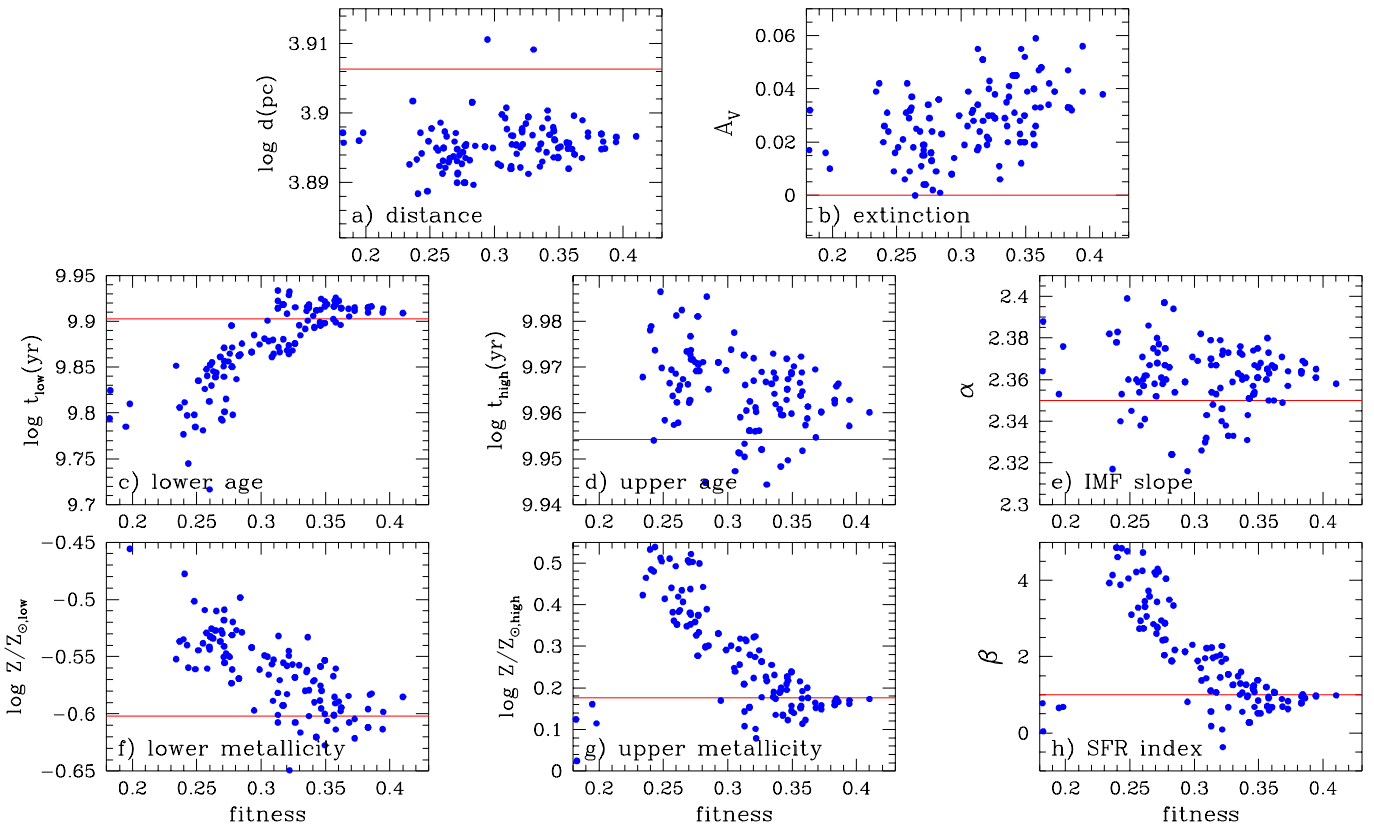 3.91
3.9
3.89
log d(pc)
a) distance
0.2 0.25 0.3 0.35 0.4
0.06
0.04
0.02
0
A_V
b) extinction
0.2 0.25 0.3 0.35 0.4
9.95
9.9
9.85
9.8
9.75
9.7
log t_low(yr)
c) lower age
0.2 0.25 0.3 0.35 0.4
9.98
9.97
9.96
9.95
9.94
log t_high(yr)
d) upper age
0.2 0.25 0.3 0.35 0.4
2.4
2.38
2.36
2.34
2.32
2.3
α
e) IMF slope
0.2 0.25 0.3 0.35 0.4
−0.45
−0.5
−0.55
−0.6
−0.65
log Z/Z_⊙,low
f) lower metallicity
0.2 0.25 0.3 0.35 0.4
fitness
0.5
0.4
0.3
0.2
0.1
0
log Z/Z_⊙,high
g) upper metallicity
0.2 0.25 0.3 0.35 0.4
fitness
4
2
0
β
h) SFR index
0.2 0.25 0.3 0.35 0.4
fitness